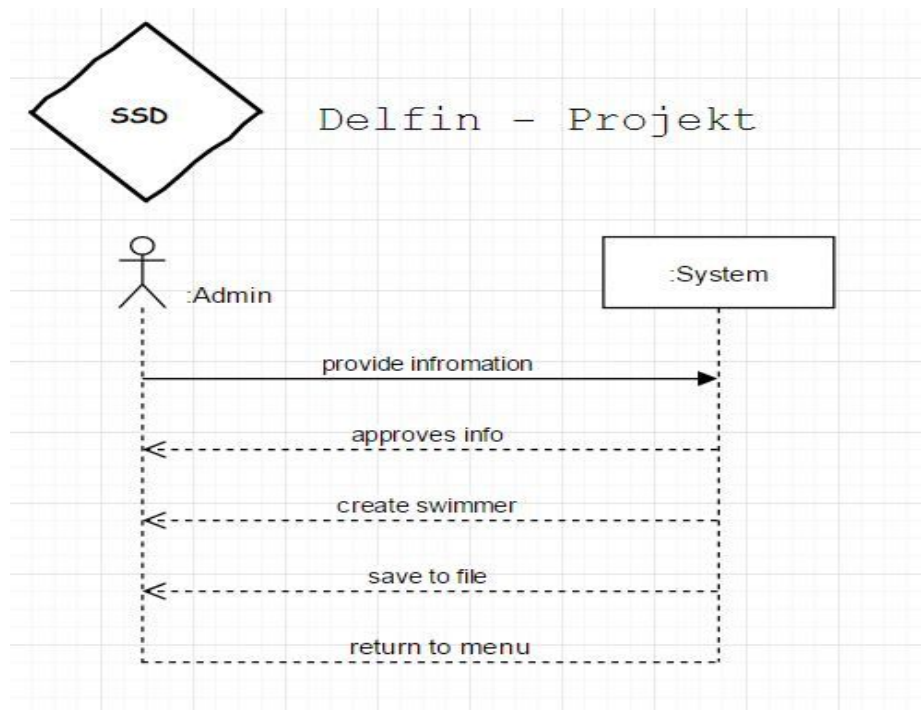 SSD
Delfin - Projekt
:Admin
:System
provide infromation
approves info
create swimmer
save to file
return to menu